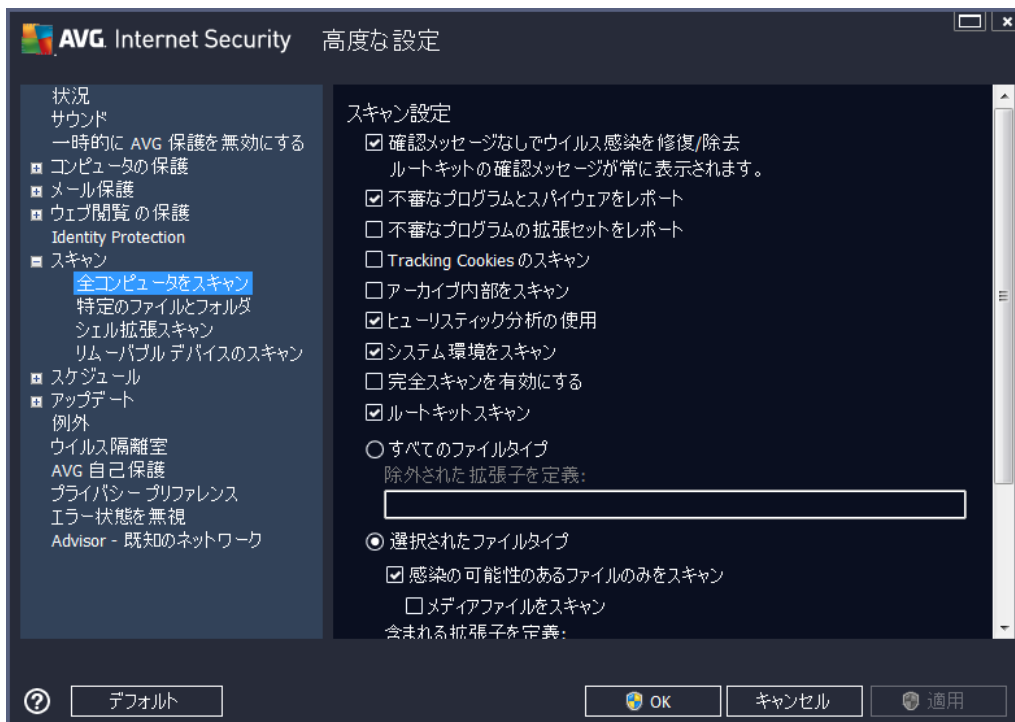 AVG Internet Security 高度な設定
状況
サウンド
一時的に AVG 保護を無効にする
コンピュータの保護
メール保護
ウェブ閲覧 の保護
Identity Protection
スキャン
全コンピュータをスキャン
特定のファイルとフォルダ
シェル拡張スキャン
リムーバブル デバイスのスキャン
スケジュール
アップデート
例外
ウイルス隔離室
AVG 自己保護
プライバシー プリファレンス
エラー状態を無視
Advisor - 既知のネットワーク
スキャン設定
確認メッセージなしでウイルス感染を修復/除去
ルートキットの確認メッセージが常に表示されます。
不審なプログラムとスパイウェアをレポート
不審なプログラムの拡張セットをレポート
Tracking Cookies のスキャン
アーカイブ内部をスキャン
ヒューリスティック分析の使用
システム環境をスキャン
完全スキャンを有効にする
ルートキットスキャン
すべてのファイルタイプ
除外された拡張子を定義:
選択されたファイルタイプ
感染の可能性のあるファイルのみをスキャン
メディアファイルをスキャン
含まれる拡張子を定義:
デフォルト
OK
キャンセル
適用